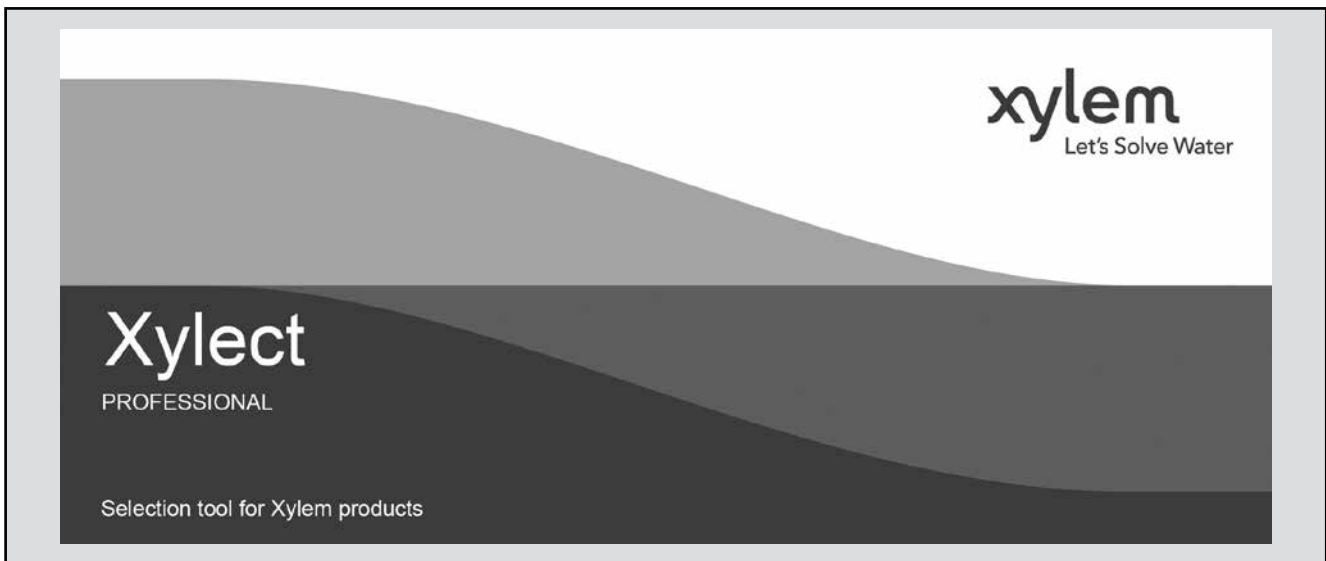 xylem
Let's Solve Water
Xylect
PROFESSIONAL
Selection tool for Xylem products